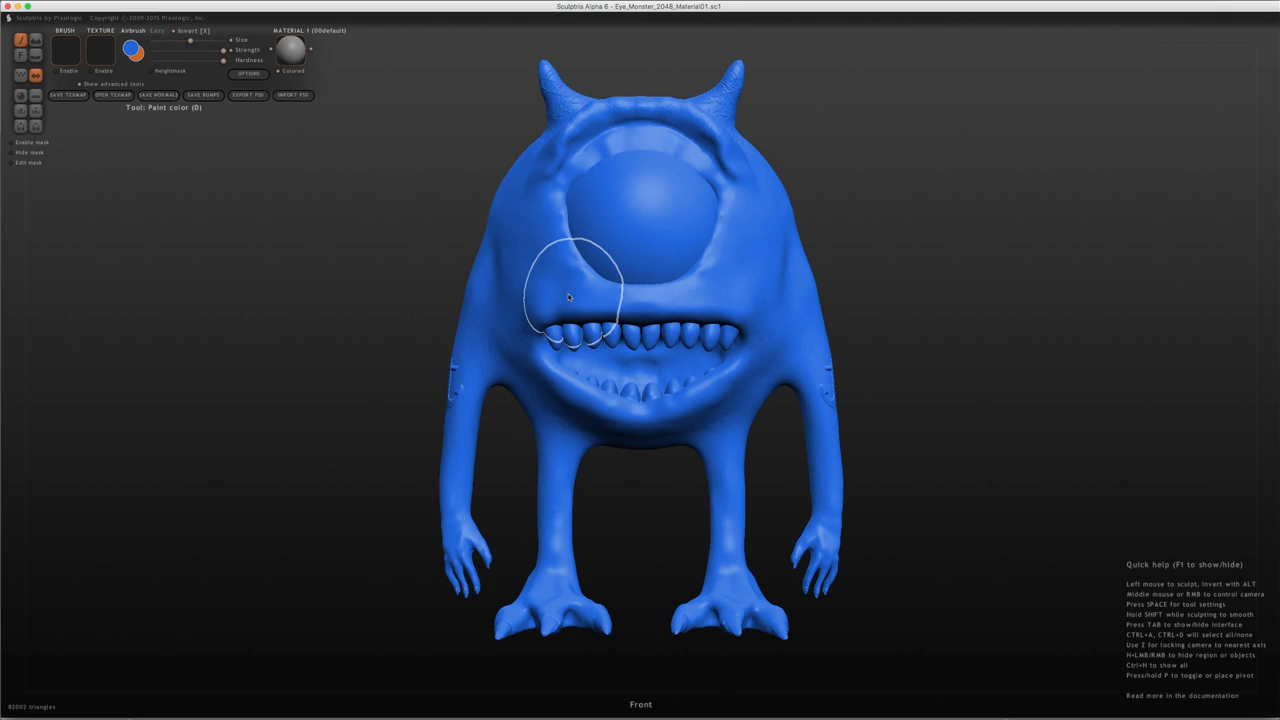 Sculptris Alpha 6 - Eye_Monster_2048_Material01.sc1
Sculptris by Pixologic Copyright ⓒ2009-2015 Pixologic, Inc.
BRUSH TEXTURE Airbrush Lazy Invert [X] MATERIAL 1 (00default)
Size
Strength
Hardness
Enable Enable Heightmask OPTIONS Colored
Show advanced tools
SAVE TEXMAP OPEN TEXMAP SAVE NORMALS SAVE BUMPS EXPORT PSD IMPORT PSD
Tool: Paint color (D)
F
W
Enable mask
Hide mask
Edit mask
Quick help (F1 to show/hide)
Left mouse to sculpt, invert with ALT
Middle mouse or RMB to control camera
Press SPACE for tool settings
Hold SHIFT while sculpting to smooth
Press TAB to show/hide interface
CTRL+A, CTRL+D will select all/none
Use Z for locking camera to nearest axis
H+LMB/RMB to hide region or objects
Ctrl+H to show all
Press/hold P to toggle or place pivot
Read more in the documentation
82002 triangles
Front